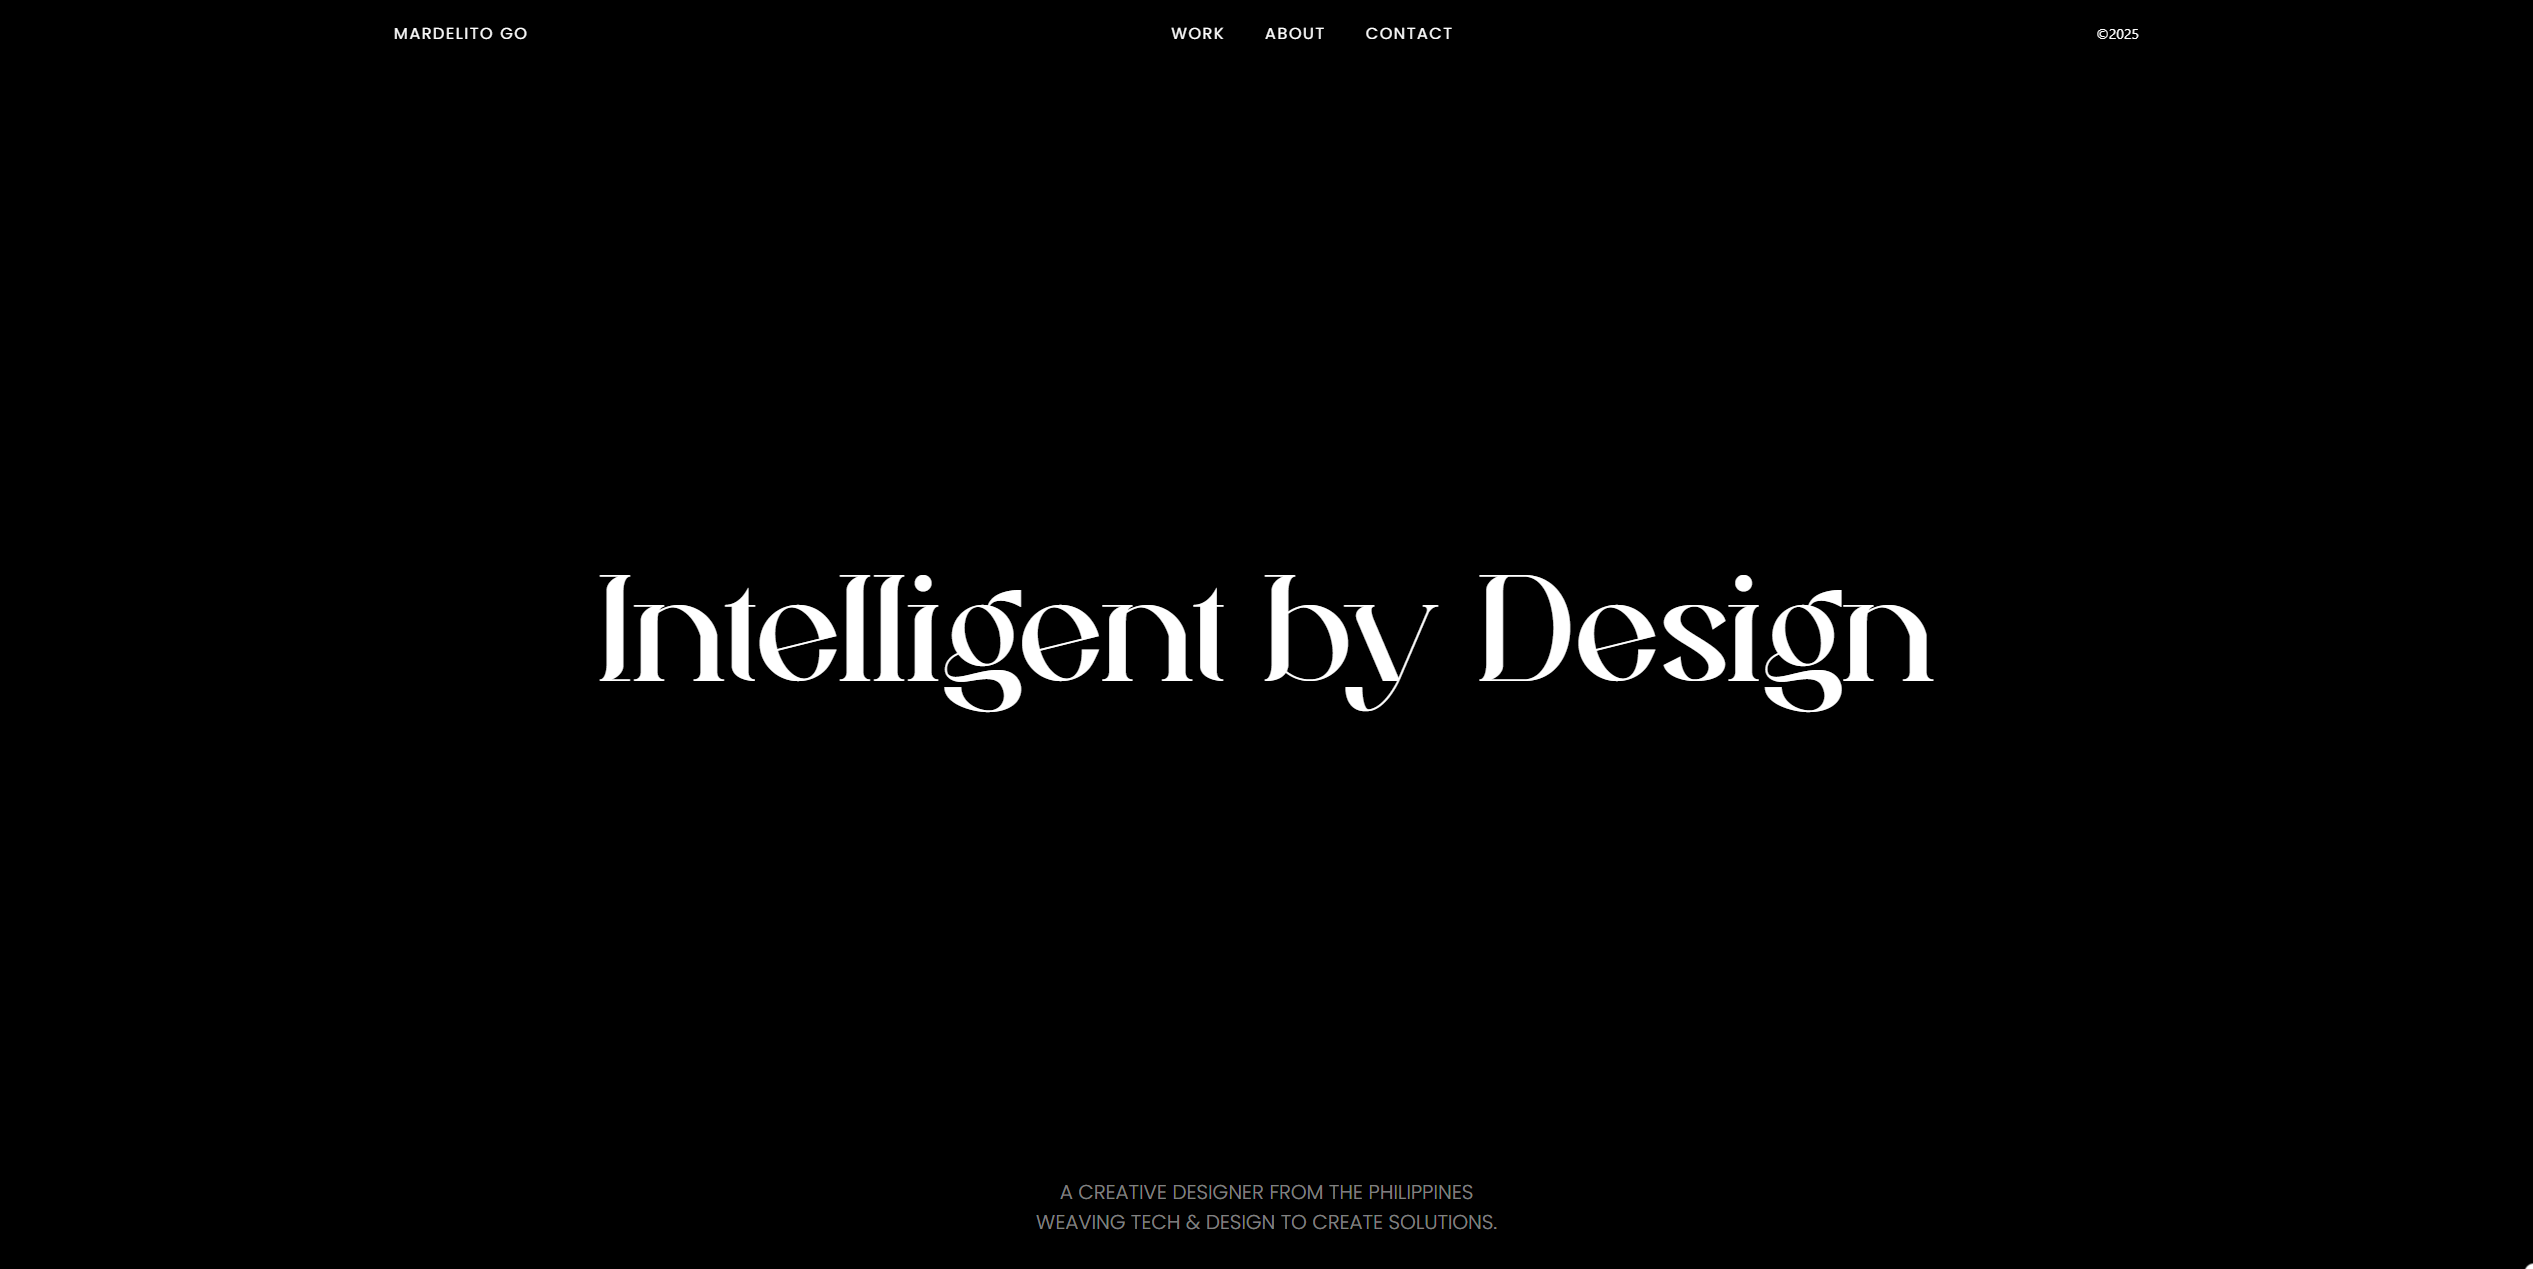 MARDELITO GO
WORK ABOUT CONTACT
©2025
Intelligent by Design
A CREATIVE DESIGNER FROM THE PHILIPPINES
WEAVING TECH & DESIGN TO CREATE SOLUTIONS.